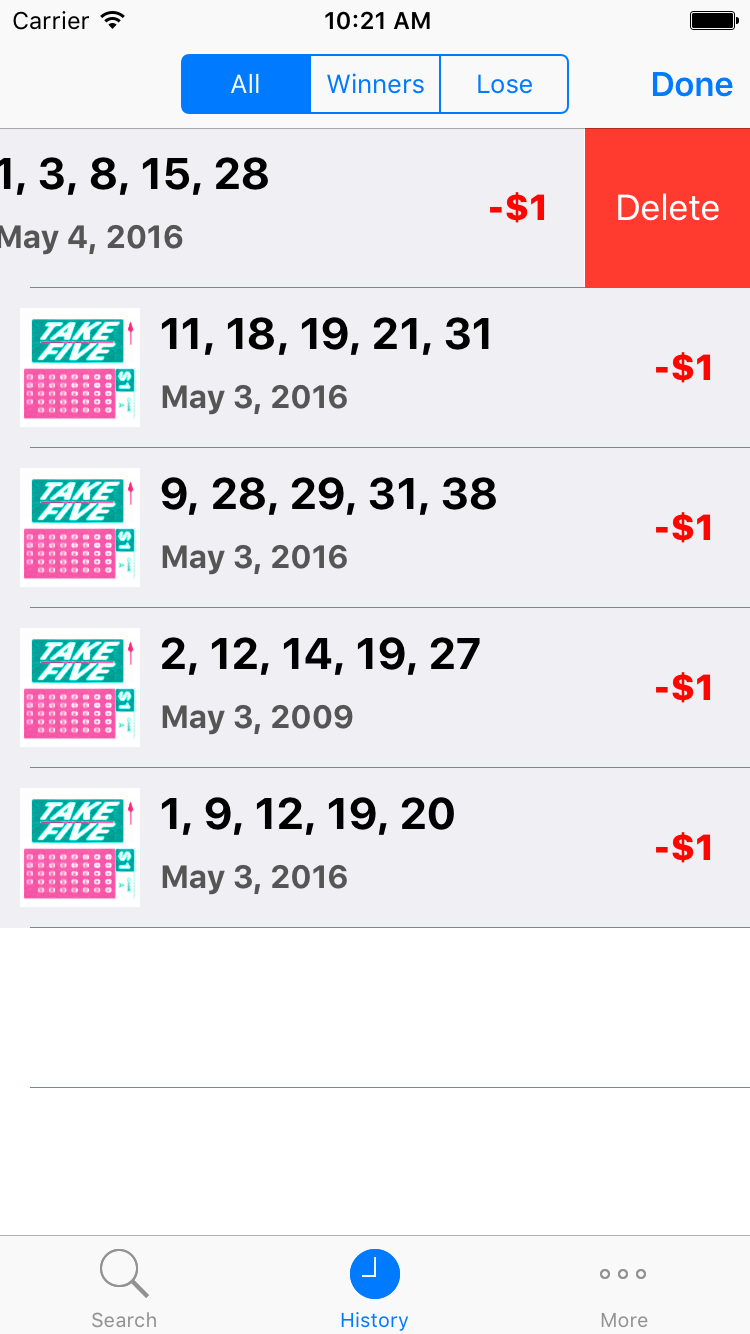 Carrier 10:21 AM
All Winners Lose Done
1, 3, 8, 15, 28
May 4, 2016
-$1
Delete
TAKE FIVE
$1
11, 18, 19, 21, 31
May 3, 2016
-$1
TAKE FIVE
$1
9, 28, 29, 31, 38
May 3, 2016
-$1
TAKE FIVE
$1
2, 12, 14, 19, 27
May 3, 2009
-$1
TAKE FIVE
$1
1, 9, 12, 19, 20
May 3, 2016
-$1
Search History More